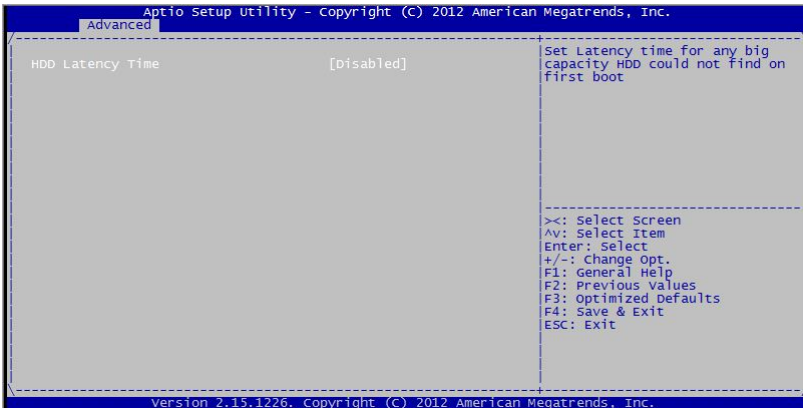 Aptio Setup Utility - Copyright (C) 2012 American Megatrends, Inc.
Advanced
HDD Latency Time [Disabled]
Set Latency time for any big
capacity HDD could not find on
first boot
><: Select Screen
^v: Select Item
Enter: Select
+/-: Change Opt.
F1: General Help
F2: Previous Values
F3: Optimized Defaults
F4: Save & Exit
ESC: Exit
Version 2.15.1226. Copyright (C) 2012 American Megatrends, Inc.